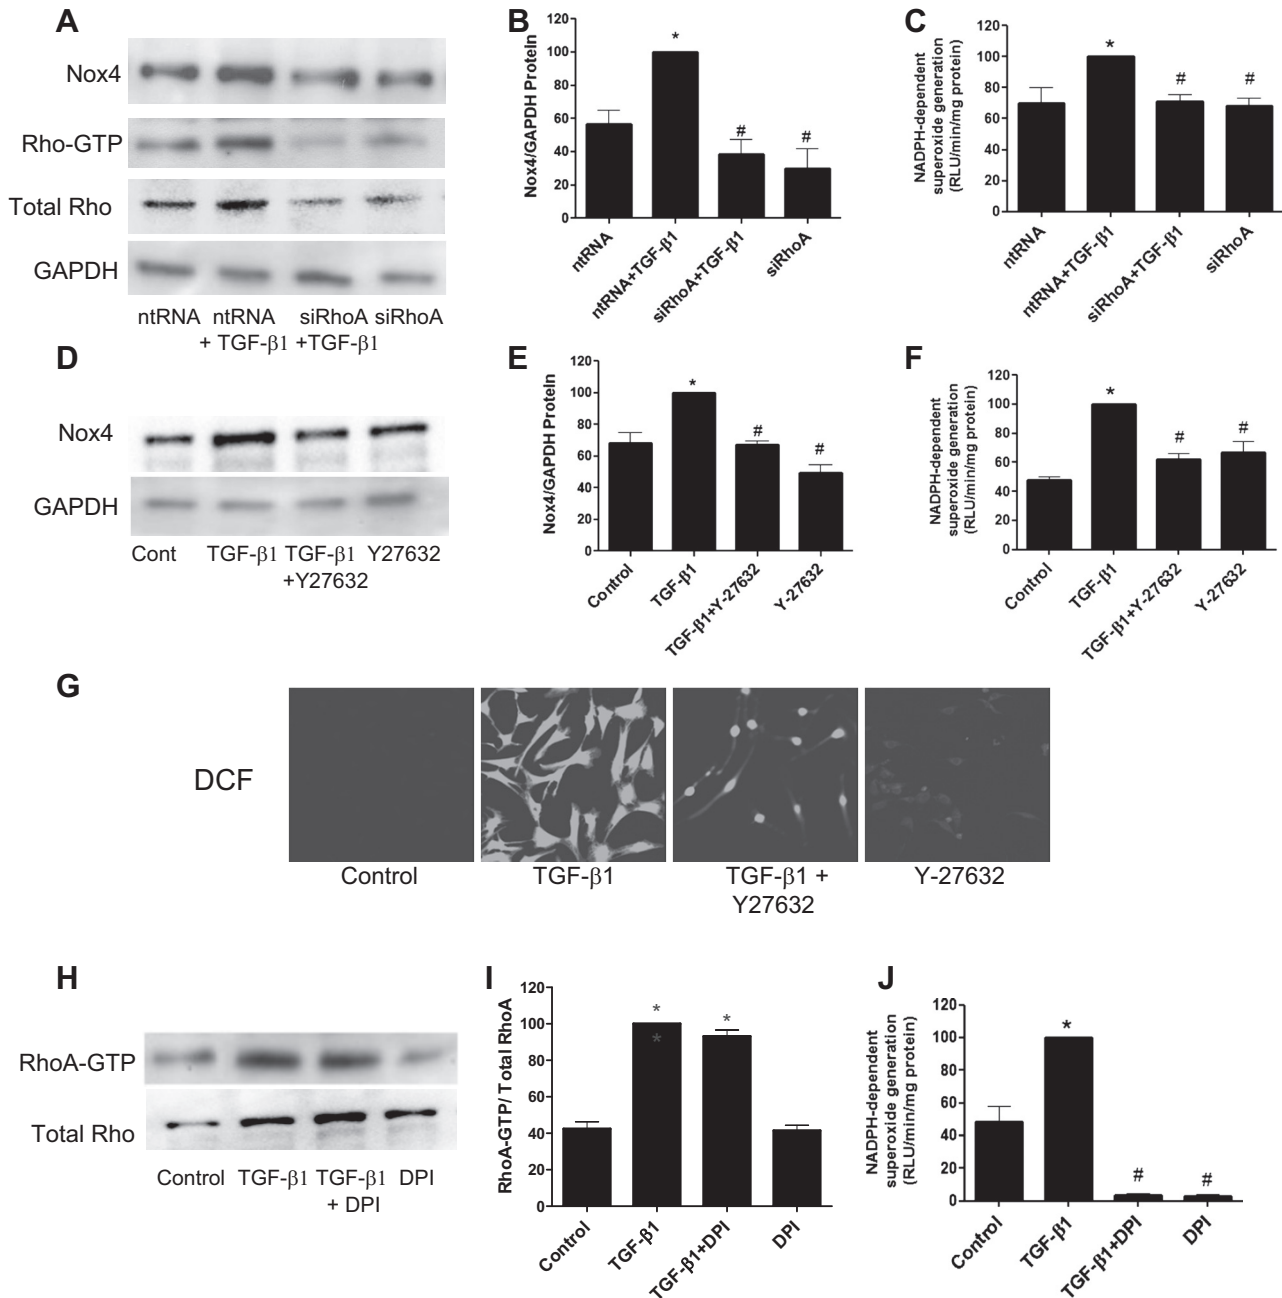 A
Nox4
Rho-GTP
Total Rho
GAPDH
ntRNA ntRNA siRhoA siRhoA
+ TGF-β1 +TGF-β1
B
Nox4/GAPDH Protein
120
100
80
60
40
20
0
*
#
#
ntRNA
ntRNA+TGF-β1
siRhoA+TGF-β1
siRhoA
C
NADPH-dependent
superoxide generation
(RLU/min/mg protein)
120
100
80
60
40
20
0
*
#
#
ntRNA
ntRNA+TGF-β1
siRhoA+TGF-β1
siRhoA
D
Nox4
GAPDH
Cont TGF-β1 TGF-β1 Y27632
+Y27632
E
Nox4/GAPDH Protein
120
100
80
60
40
20
0
*
#
#
Control
TGF-β1
TGF-β1+Y-27632
Y-27632
F
NADPH-dependent
superoxide generation
(RLU/min/mg protein)
120
100
80
60
40
20
0
*
#
#
Control
TGF-β1
TGF-β1+Y-27632
Y-27632
G
DCF
Control TGF-β1 TGF-β1 + Y-27632
Y27632
H
RhoA-GTP
Total Rho
Control TGF-β1 TGF-β1 DPI
+ DPI
I
RhoA-GTP/ Total RhoA
120
100
80
60
40
20
0
*
*
*
Control
TGF-β1
TGF-β1+DPI
DPI
J
NADPH-dependent
superoxide generation
(RLU/min/mg protein)
120
100
80
60
40
20
0
*
#
#
Control
TGF-β1
TGF-β1+DPI
DPI